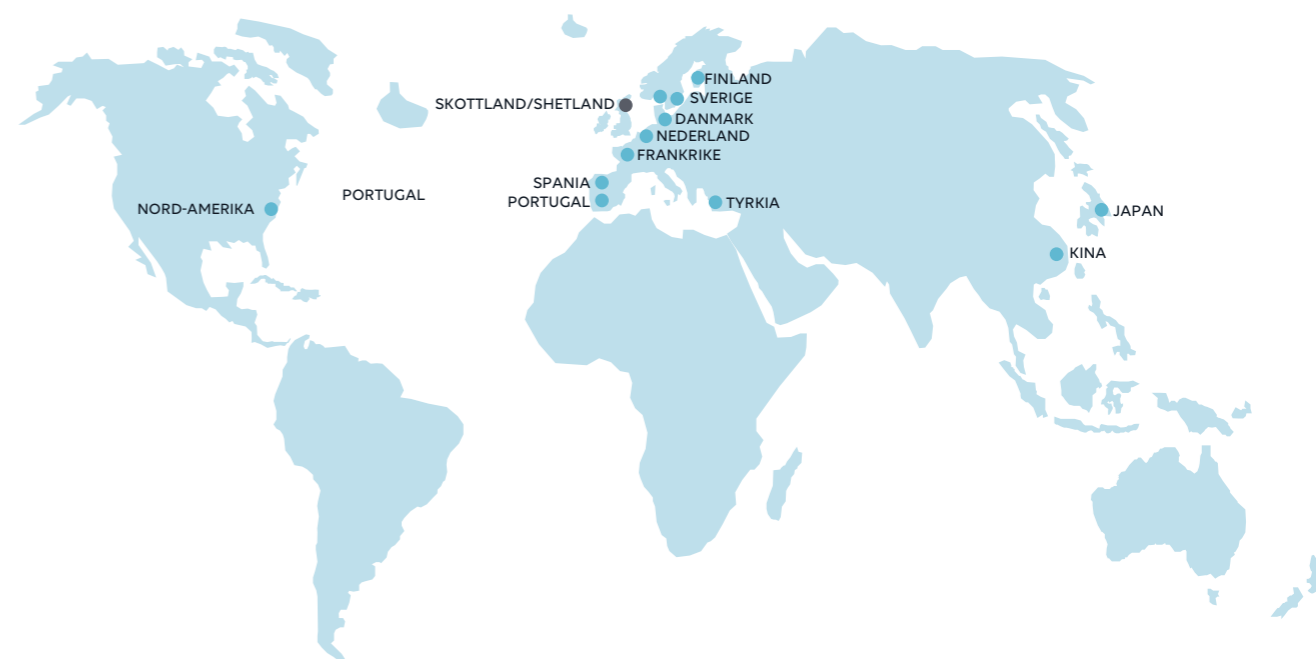 FINLAND
SVERIGE
SKOTTLAND/SHETLAND
DANMARK
NEDERLAND
FRANKRIKE
SPANIA
PORTUGAL
PORTUGAL
TYRKIA
NORD-AMERIKA
JAPAN
KINA